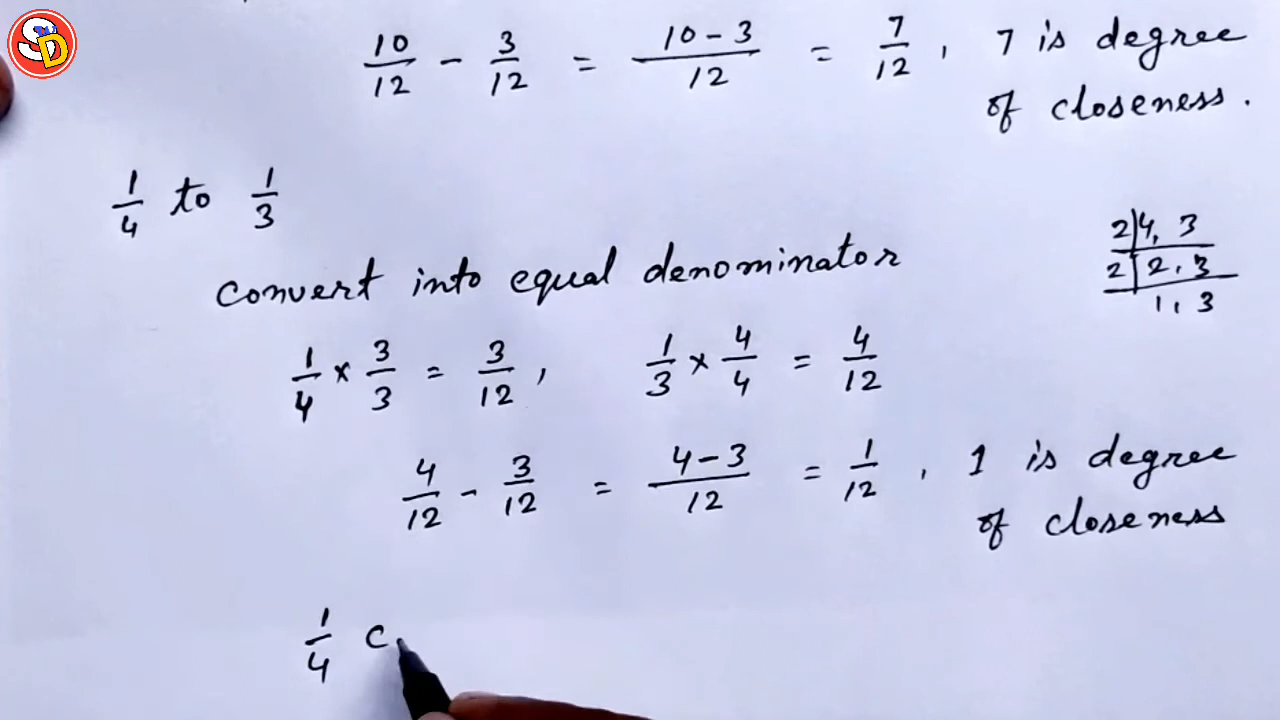 SD
10/12 - 3/12 = 10-3/12 = 7/12, 7 is degree
of closeness.
1/4 to 1/3
2|4, 3
2|2, 3
1, 3
convert into equal denominator
1/4 × 3/3 = 3/12, 1/3 × 4/4 = 4/12
4/12 - 3/12 = 4-3/12 = 1/12, 1 is degree
of closeness
1/4 c